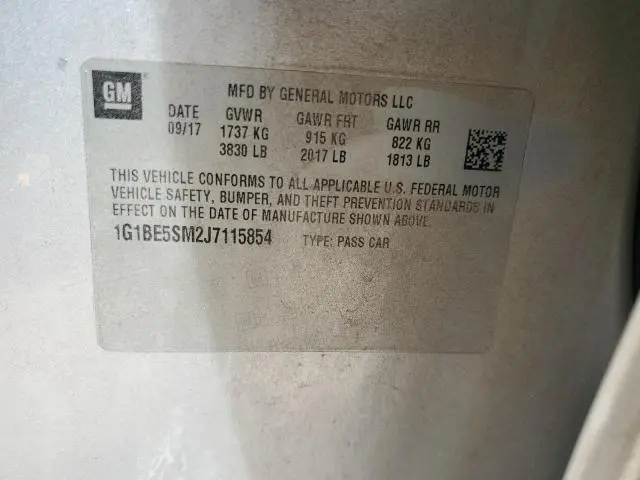 GM
MFD BY GENERAL MOTORS LLC
DATE GVWR GAWR FRT GAWR RR
09/17 1737 KG 915 KG 822 KG
3830 LB 2017 LB 1813 LB
THIS VEHICLE CONFORMS TO ALL APPLICABLE U.S. FEDERAL MOTOR
VEHICLE SAFETY, BUMPER, AND THEFT PREVENTION STANDARDS IN
EFFECT ON THE DATE OF MANUFACTURE SHOWN ABOVE.
1G1BE5SM2J7115854 TYPE: PASS CAR